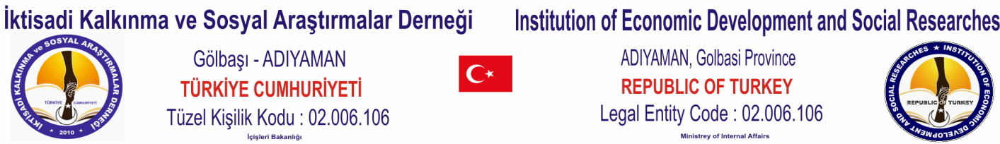 İktisadi Kalkınma ve Sosyal Araştırmalar Derneği
Gölbaşı - ADIYAMAN
TÜRKİYE CUMHURİYETİ
Tüzel Kişilik Kodu : 02.006.106
İçişleri Bakanlığı
İKTİSADİ KALKINMA ve SOSYAL ARAŞTIRMALAR DERNEĞİ
TÜRKİYE CUMHURİYETİ
★ 2010 ★
Institution of Economic Development and Social Researches
ADIYAMAN, Golbasi Province
REPUBLIC OF TURKEY
Legal Entity Code : 02.006.106
Ministrey of Internal Affairs
★ INSTITUTION OF ECONOMIC DEVELOPMENT AND SOCIAL RESEARCHES
REPUBLIC OF TURKEY